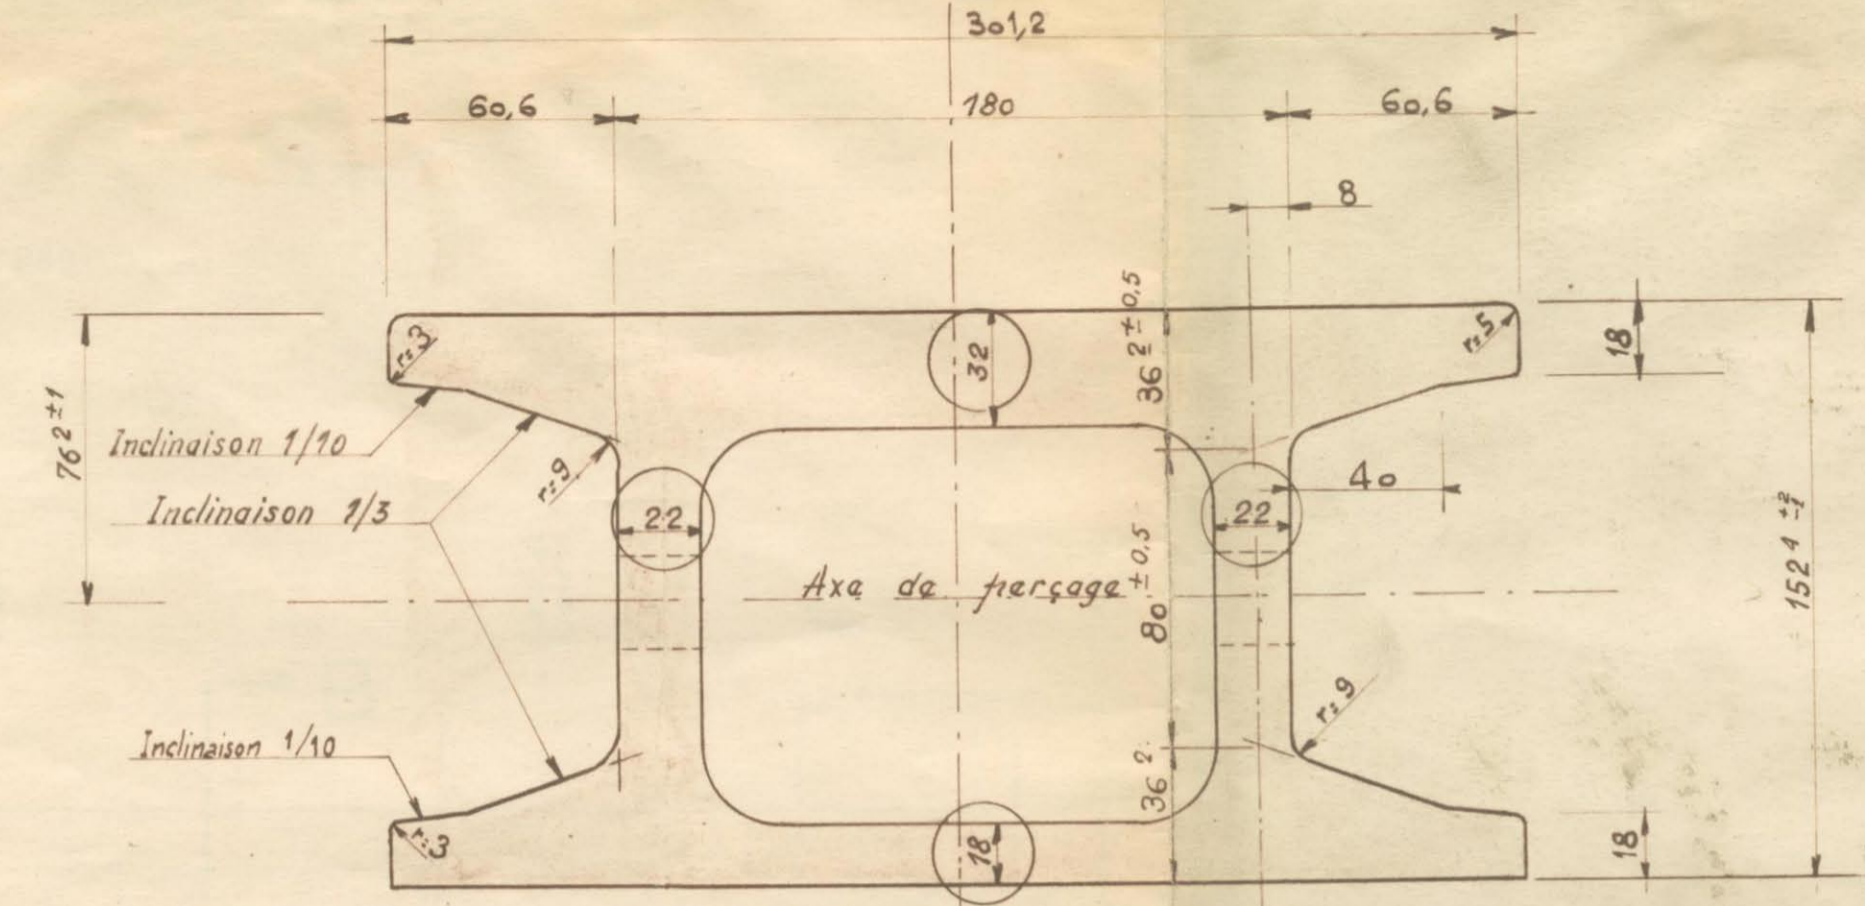 301,2
60,6 180 60,6
8
r=3 32 36 2 ± 0,5 r=5 18
76 2 ±1
Inclinaison 1/10
r=9 40
Inclinaison 1/3 22 22
Axe de perçage 80 ± 0,5 152 4
r=9
Inclinaison 1/10 36 2
r=3 18 18